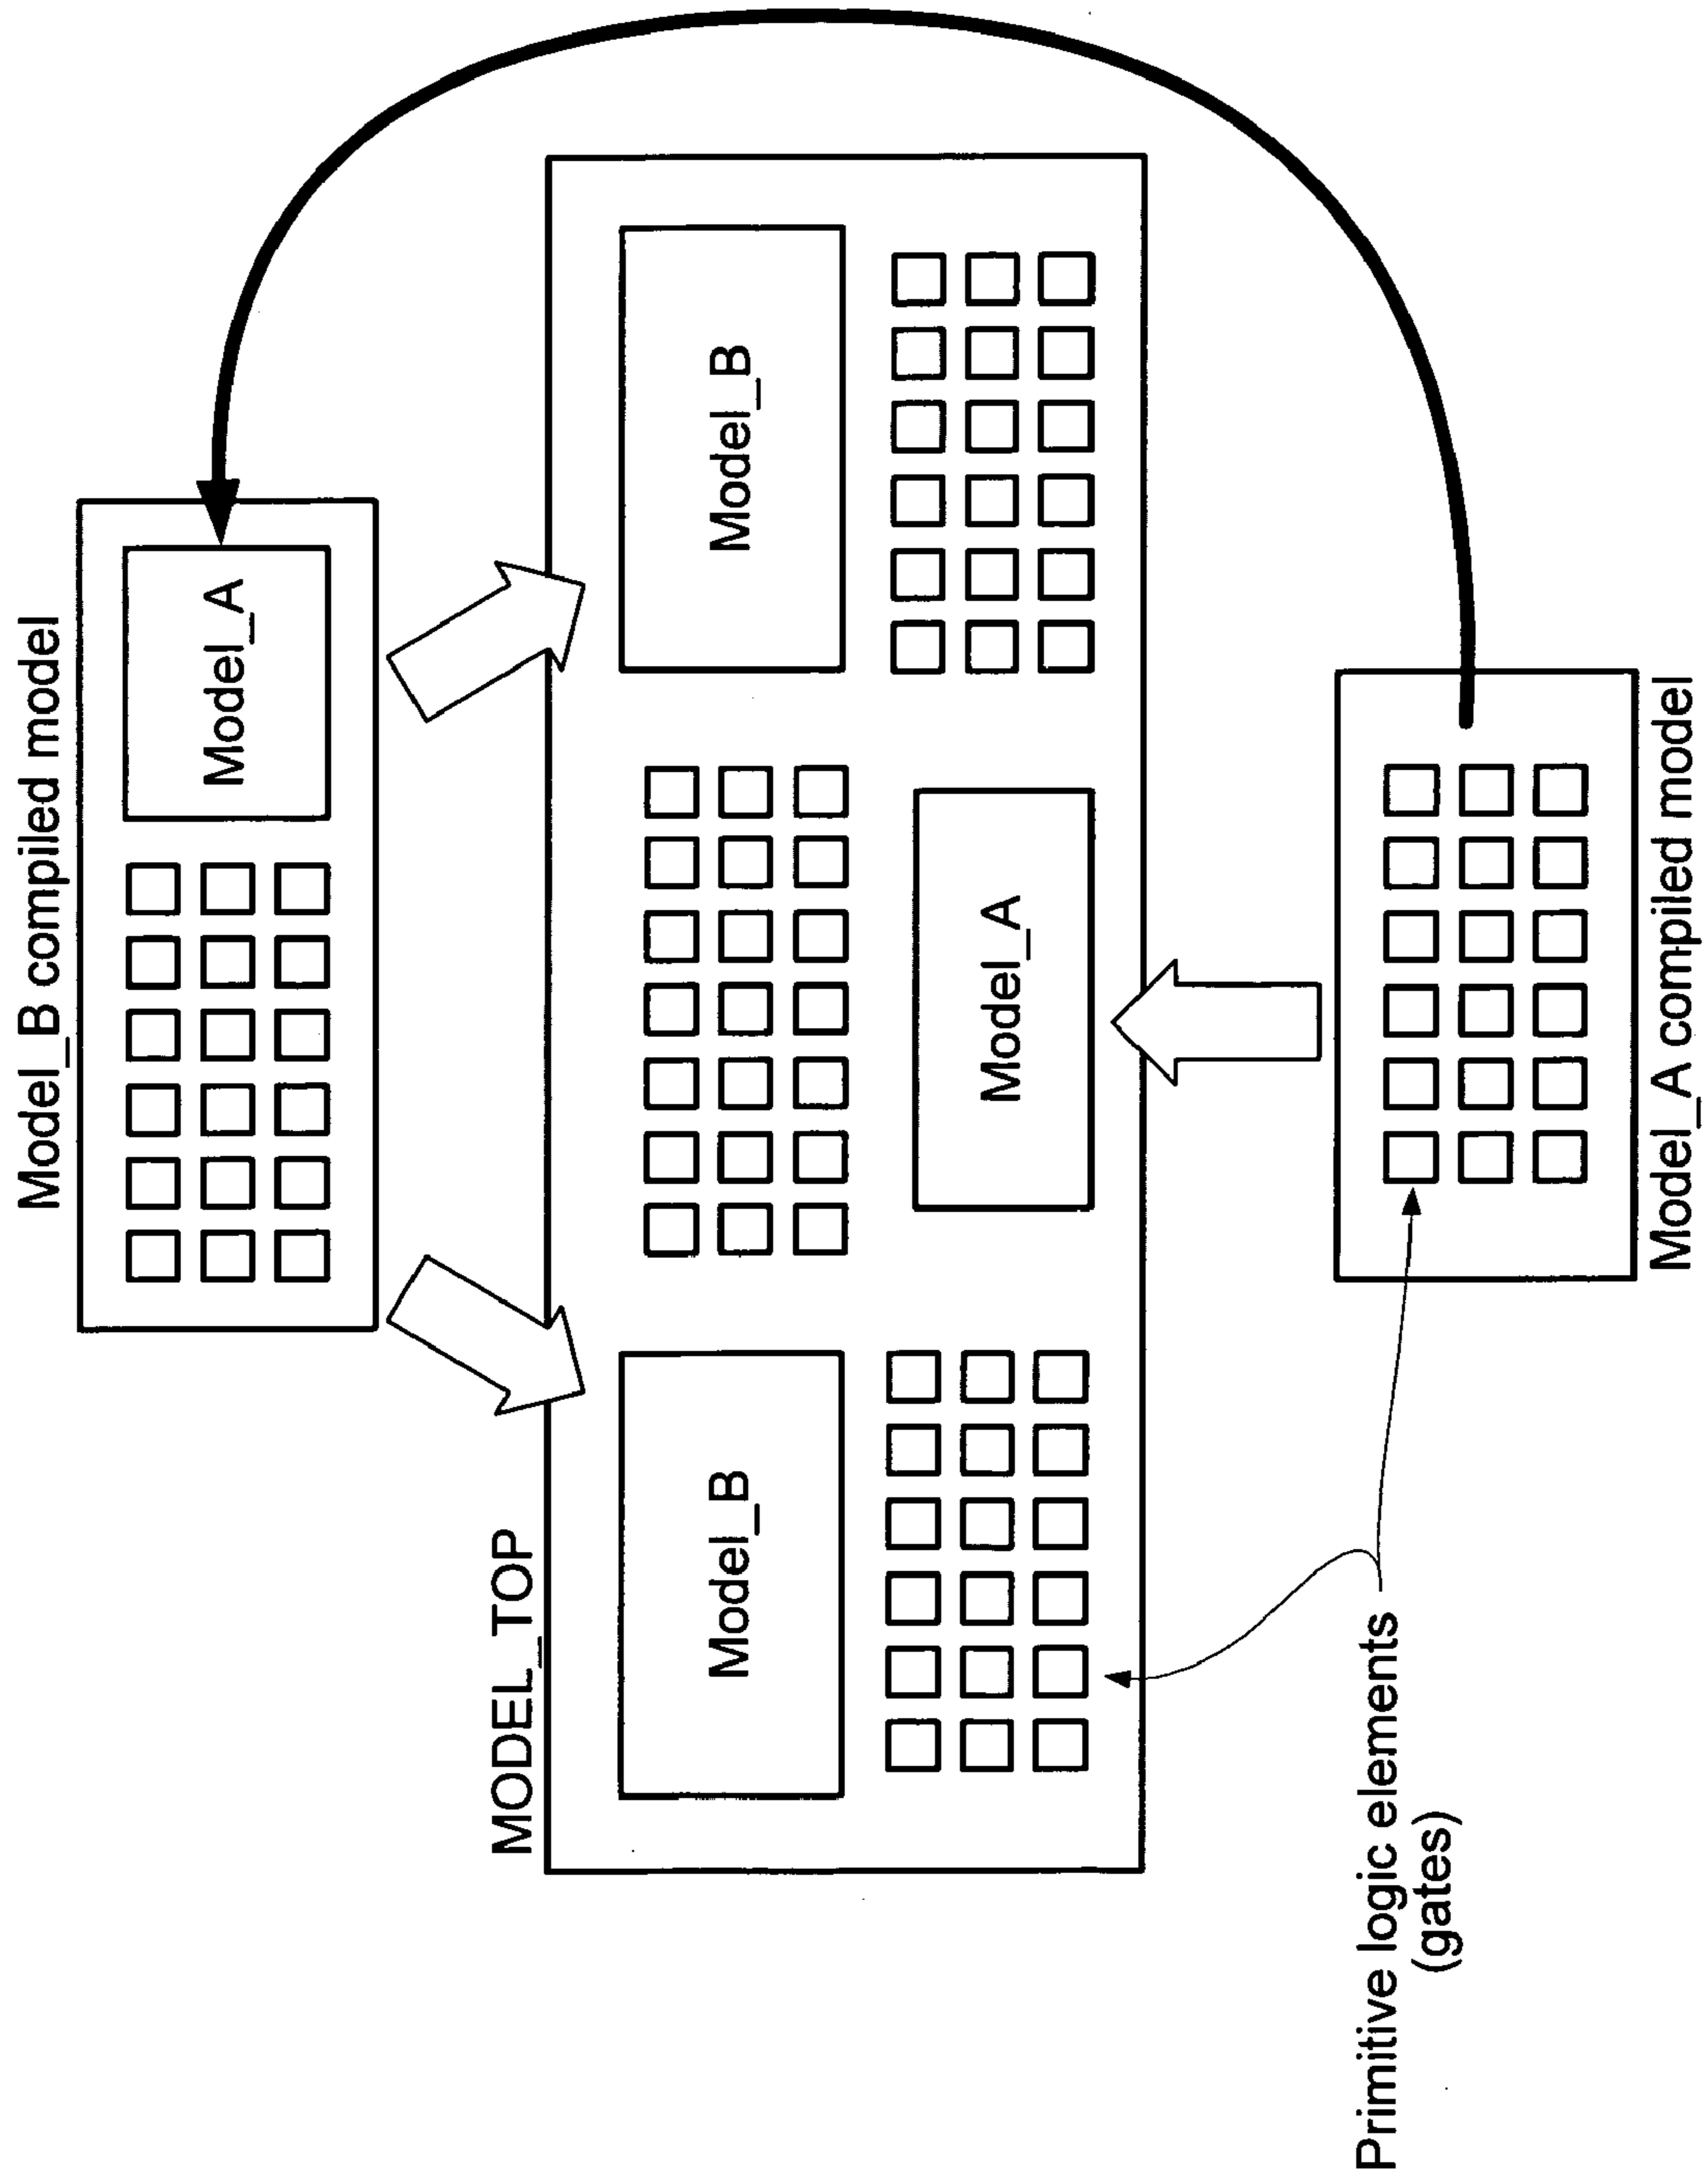 Model_B compiled model
Model_A
MODEL_TOP
Model_B
Model_A
Model_B
Primitive logic elements
(gates)
Model_A compiled model